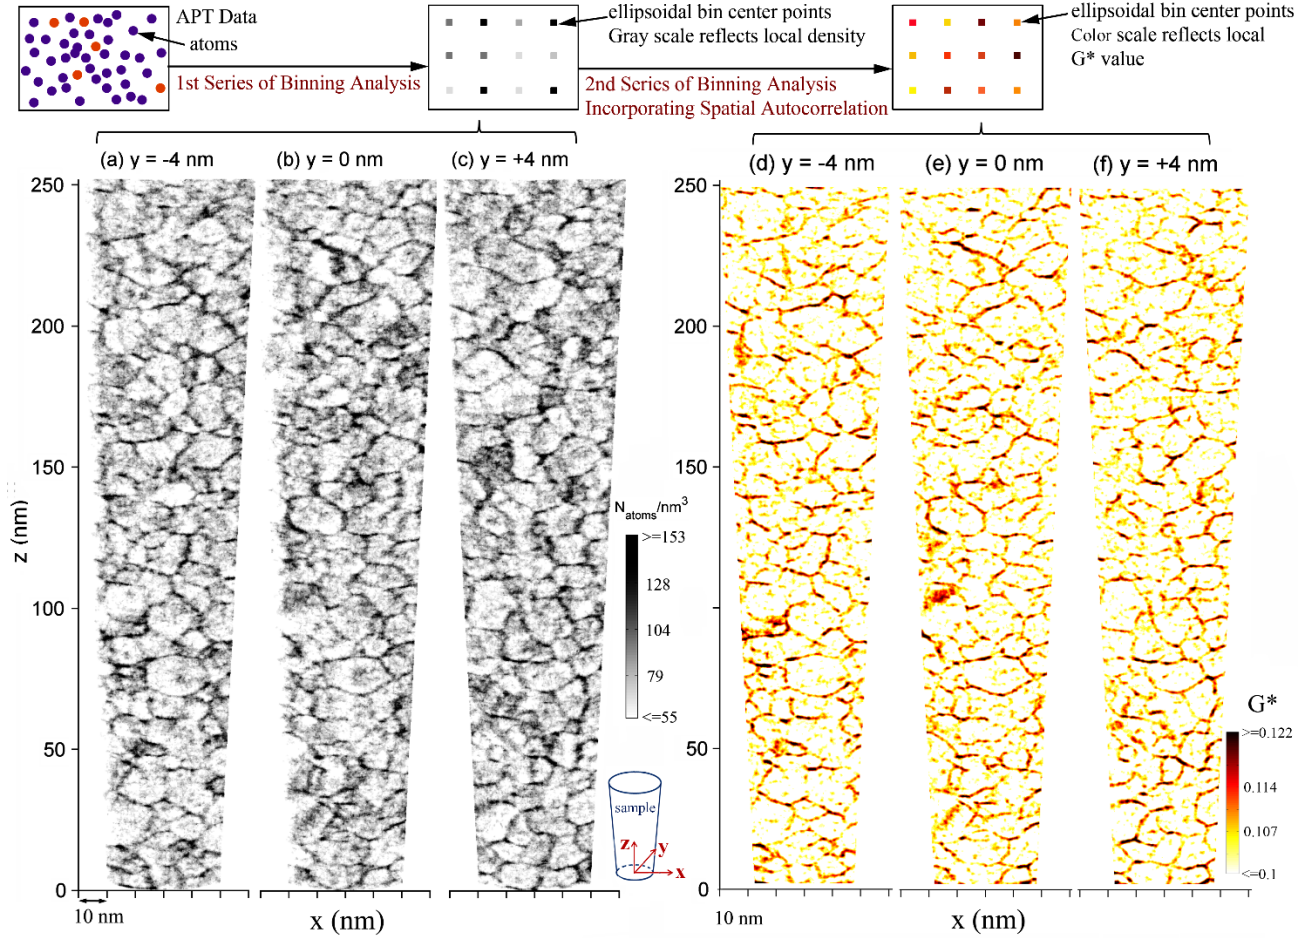 APT Data
atoms
1st Series of Binning Analysis
ellipsoidal bin center points
Gray scale reflects local density
2nd Series of Binning Analysis
Incorporating Spatial Autocorrelation
ellipsoidal bin center points
Color scale reflects local
G* value
(a) y = -4 nm
(b) y = 0 nm
(c) y = +4 nm
(d) y = -4 nm
(e) y = 0 nm
(f) y = +4 nm
250
200
150
100
50
0
z (nm)
10 nm
x (nm)
N_atoms/nm³
>=153
128
104
79
<=55
sample
z
y
x
250
200
150
100
50
0
10 nm
x (nm)
G*
>=0.122
0.114
0.107
<=0.1